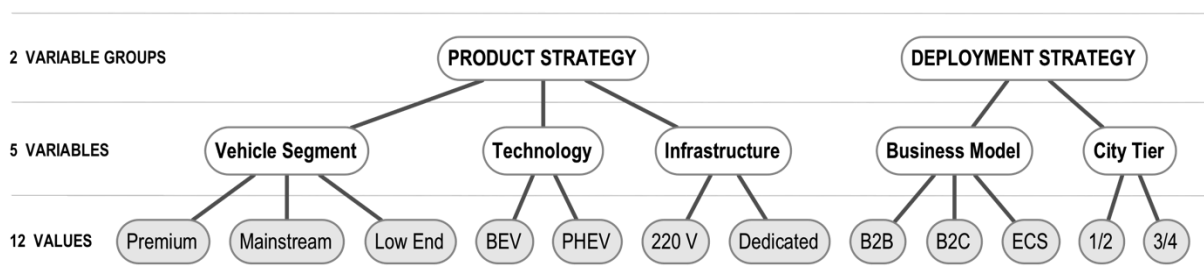 2 VARIABLE GROUPS PRODUCT STRATEGY DEPLOYMENT STRATEGY
5 VARIABLES Vehicle Segment Technology Infrastructure Business Model City Tier
12 VALUES Premium Mainstream Low End BEV PHEV 220 V Dedicated B2B B2C ECS 1/2 3/4